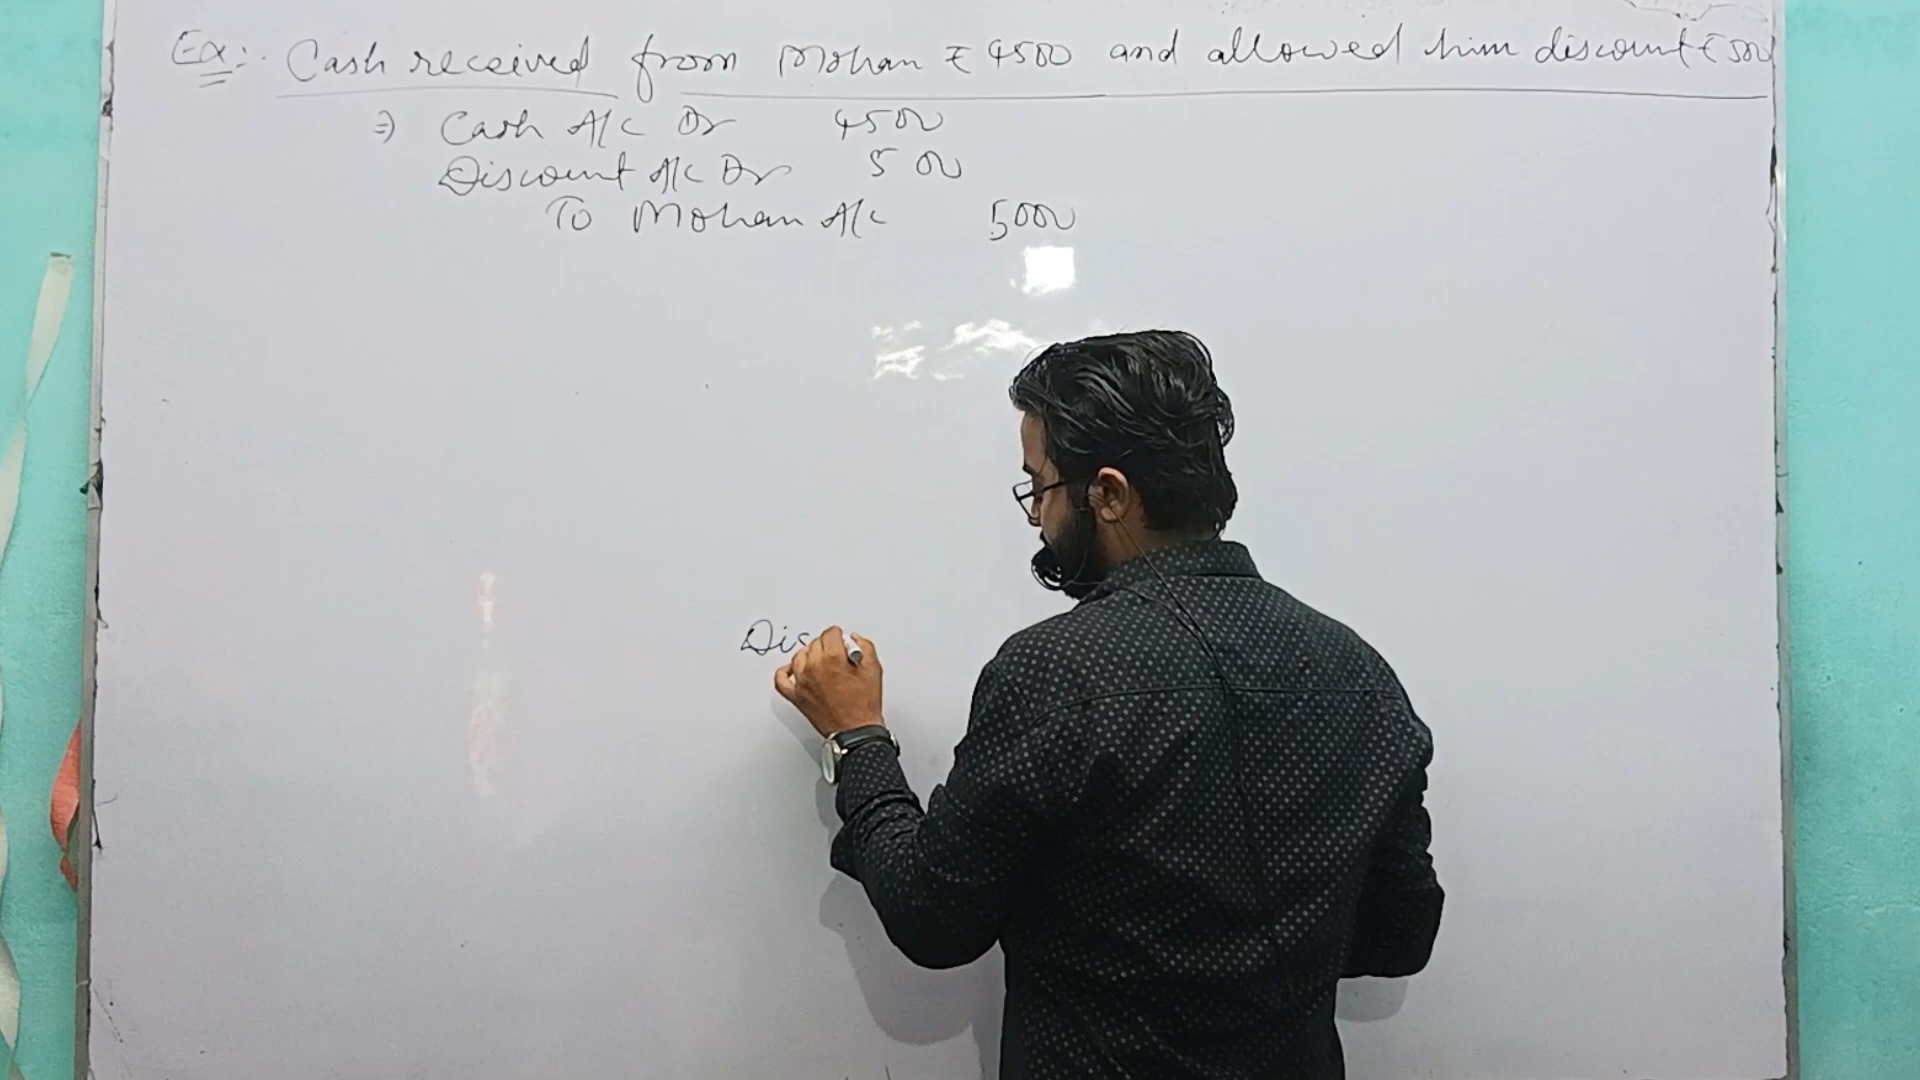 Ex:. Cash received from Mohan ₹ 4500 and allowed him discount ₹ 500
⇒ Cash A/c Dr 4500
Discount A/c Dr 500
To Mohan A/c 5000
Dis